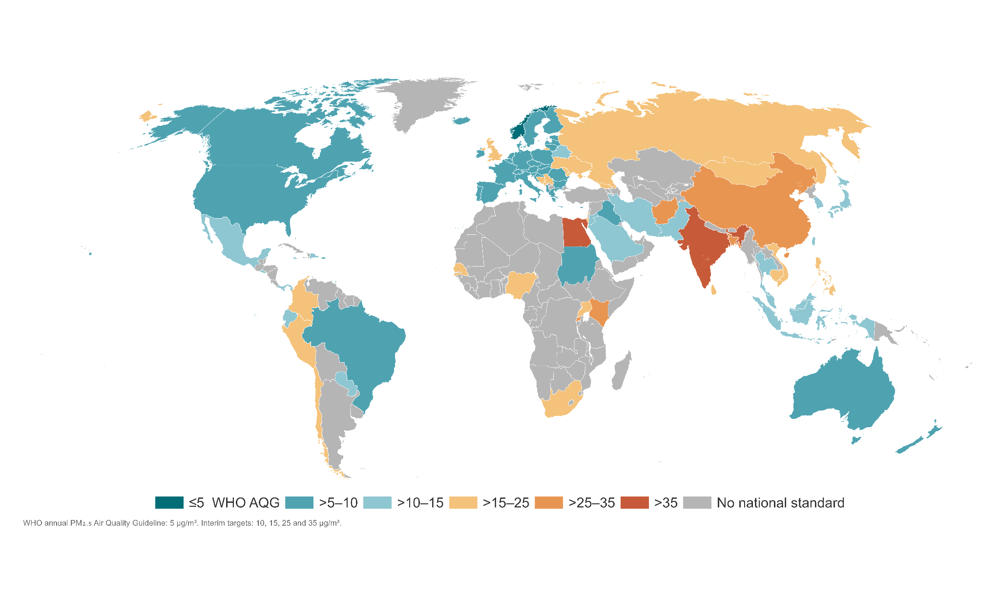 ≤5 WHO AQG >5–10 >10–15 >15–25 >25–35 >35 No national standard
WHO annual PM₂.₅ Air Quality Guideline: 5 µg/m³. Interim targets: 10, 15, 25 and 35 µg/m³.